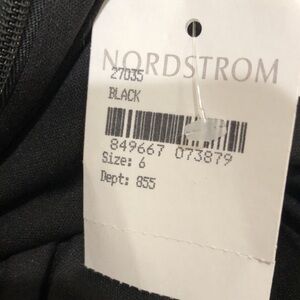 NORDSTROM
27035
BLACK
849667 073879
Size: 6
Dept: 855